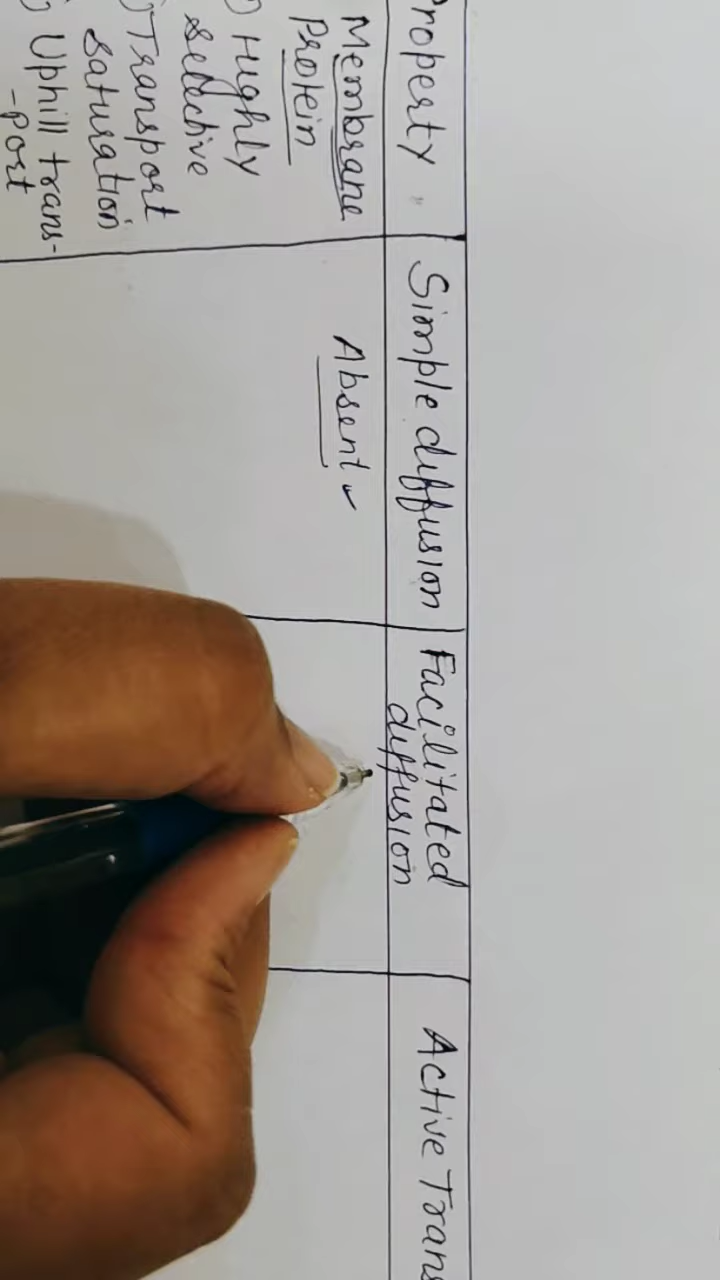 Property
Simple diffusion
Facilitated
diffusion
Active Trans
Membrane
Protein
Absent
Highly
selective
Transport
saturation
Uphill trans-
-port